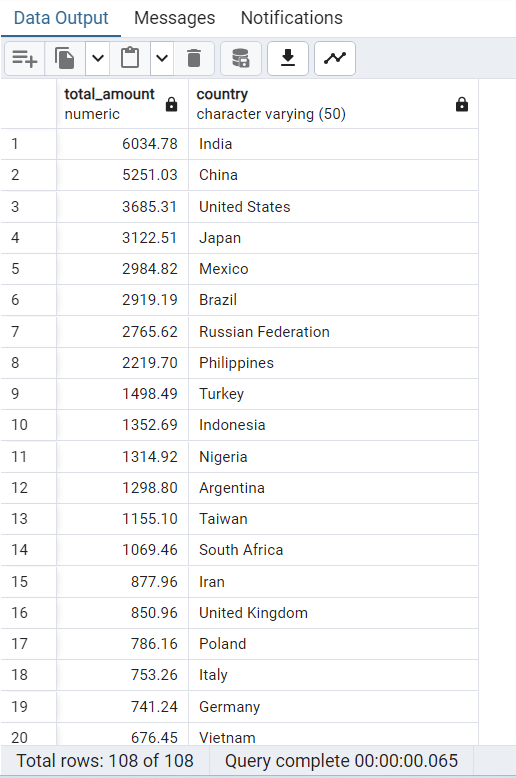 Data Output Messages Notifications
total_amount country
numeric character varying (50)
1 6034.78 India
2 5251.03 China
3 3685.31 United States
4 3122.51 Japan
5 2984.82 Mexico
6 2919.19 Brazil
7 2765.62 Russian Federation
8 2219.70 Philippines
9 1498.49 Turkey
10 1352.69 Indonesia
11 1314.92 Nigeria
12 1298.80 Argentina
13 1155.10 Taiwan
14 1069.46 South Africa
15 877.96 Iran
16 850.96 United Kingdom
17 786.16 Poland
18 753.26 Italy
19 741.24 Germany
20 676.45 Vietnam
Total rows: 108 of 108 Query complete 00:00:00.065